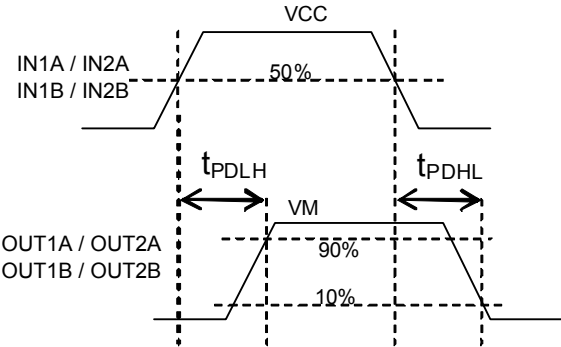 VCC
IN1A / IN2A
IN1B / IN2B
50%
tPDLH
tPDHL
VM
OUT1A / OUT2A
OUT1B / OUT2B
90%
10%